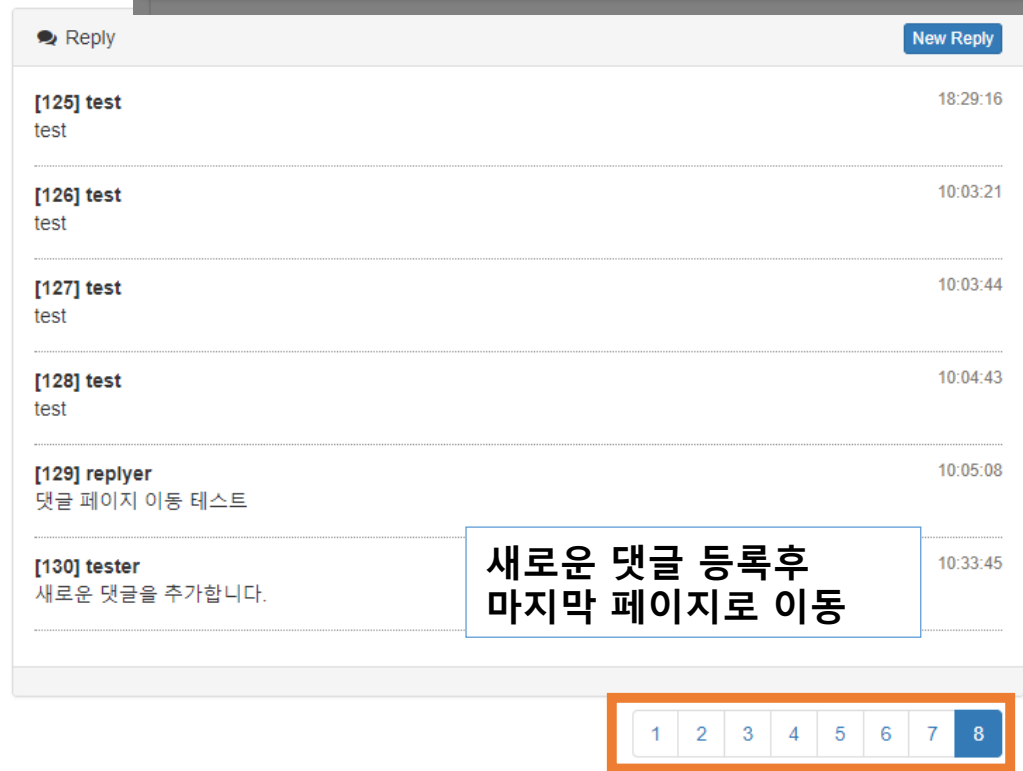 Reply
New Reply
[125] test
18:29:16
test
[126] test
10:03:21
test
[127] test
10:03:44
test
[128] test
10:04:43
test
[129] replyer
10:05:08
댓글 페이지 이동 테스트
[130] tester
10:33:45
새로운 댓글을 추가합니다.
새로운 댓글 등록후
마지막 페이지로 이동
1 2 3 4 5 6 7 8